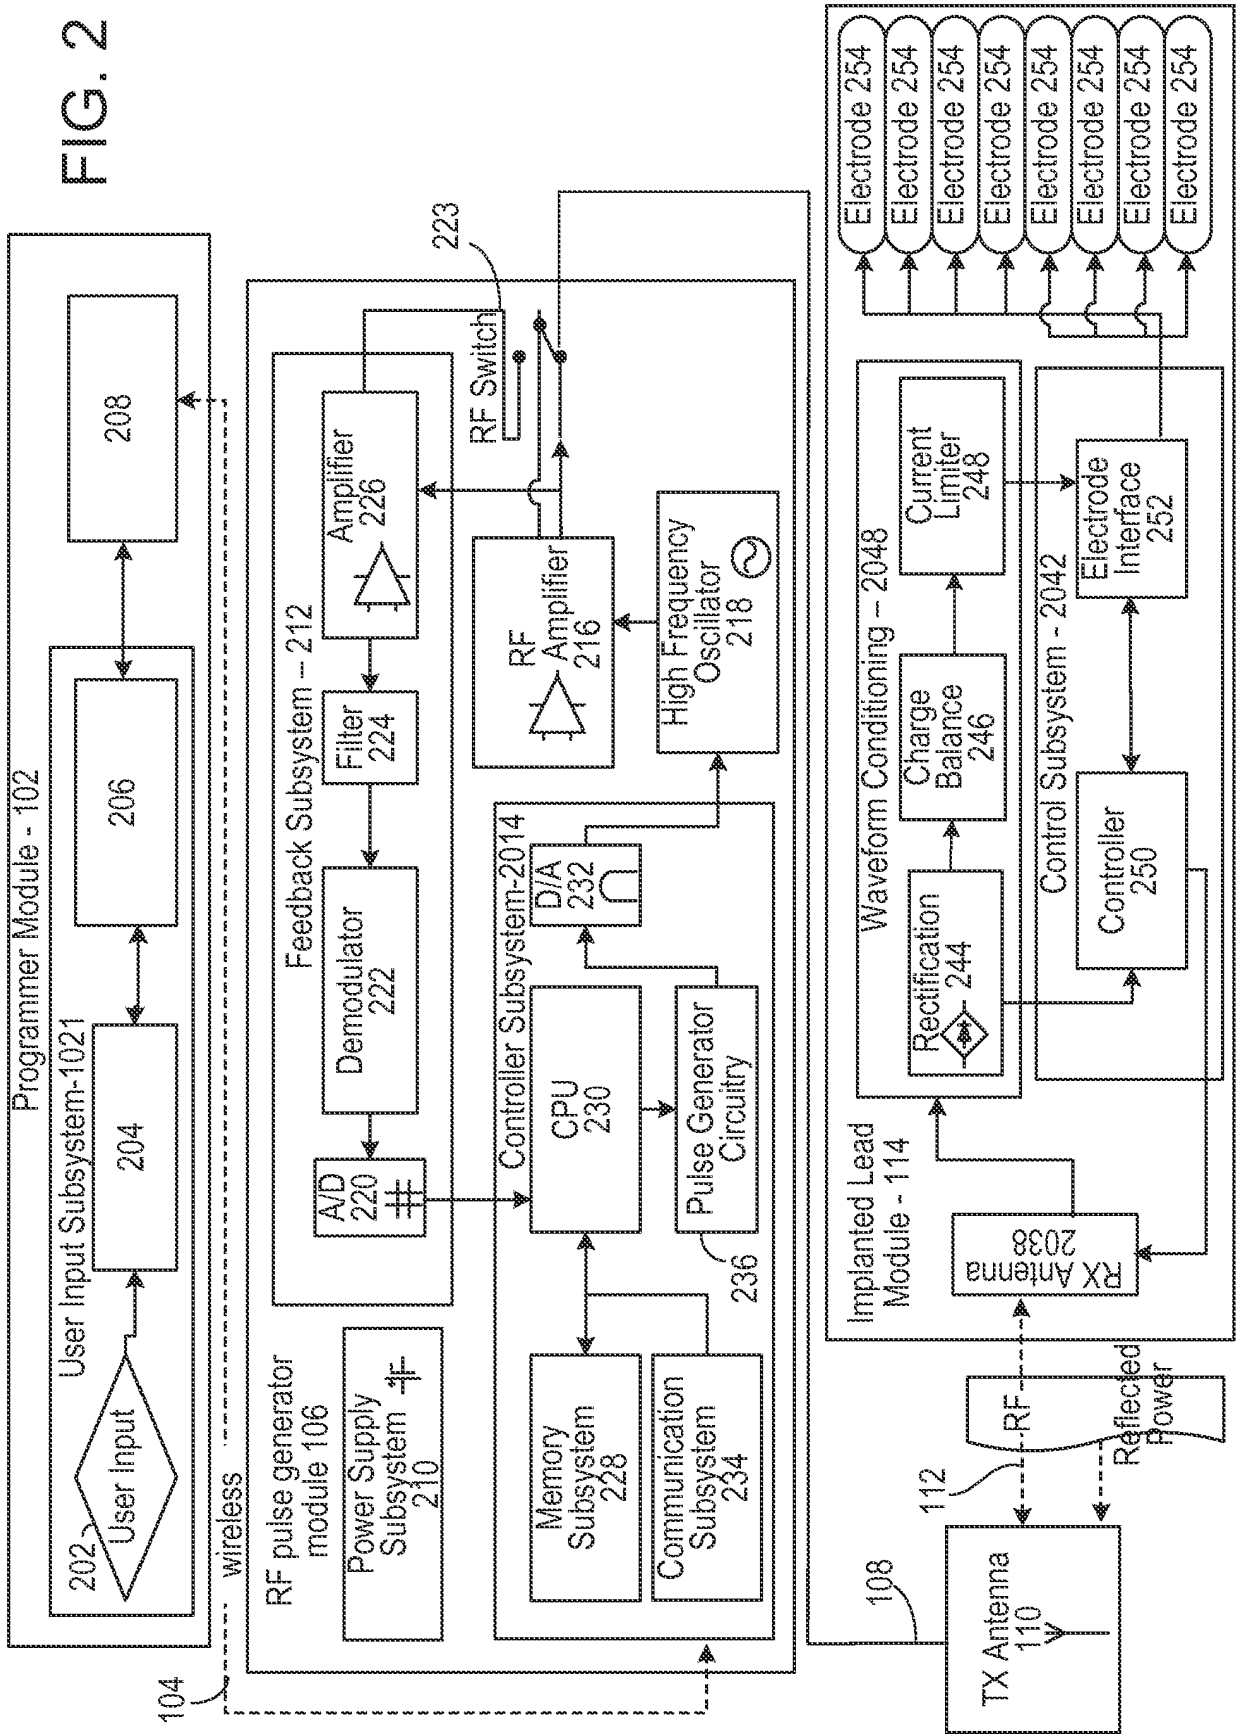 FIG. 2
Programmer Module - 102
User Input Subsystem-1021
202
User Input
204
206
208
104
wireless
RF pulse generator
module 106
Power Supply
Subsystem
210
Feedback Subsystem – 212
A/D
220
Demodulator
222
Filter
224
Amplifier
226
RF Switch
223
Controller Subsystem-2014
Memory
Subsystem
228
Communication
Subsystem
234
CPU
230
Pulse Generator
Circuitry
236
D/A
232
RF
Amplifier
216
High Frequency
Oscillator
218
108
TX Antenna
110
112
RF
Reflected
Power
Implanted Lead
Module - 114
RX Antenna
2038
Waveform Conditioning – 2048
Rectification
244
Charge
Balance
246
Current
Limiter
248
Control Subsystem - 2042
Controller
250
Electrode
Interface
252
Electrode 254
Electrode 254
Electrode 254
Electrode 254
Electrode 254
Electrode 254
Electrode 254
Electrode 254